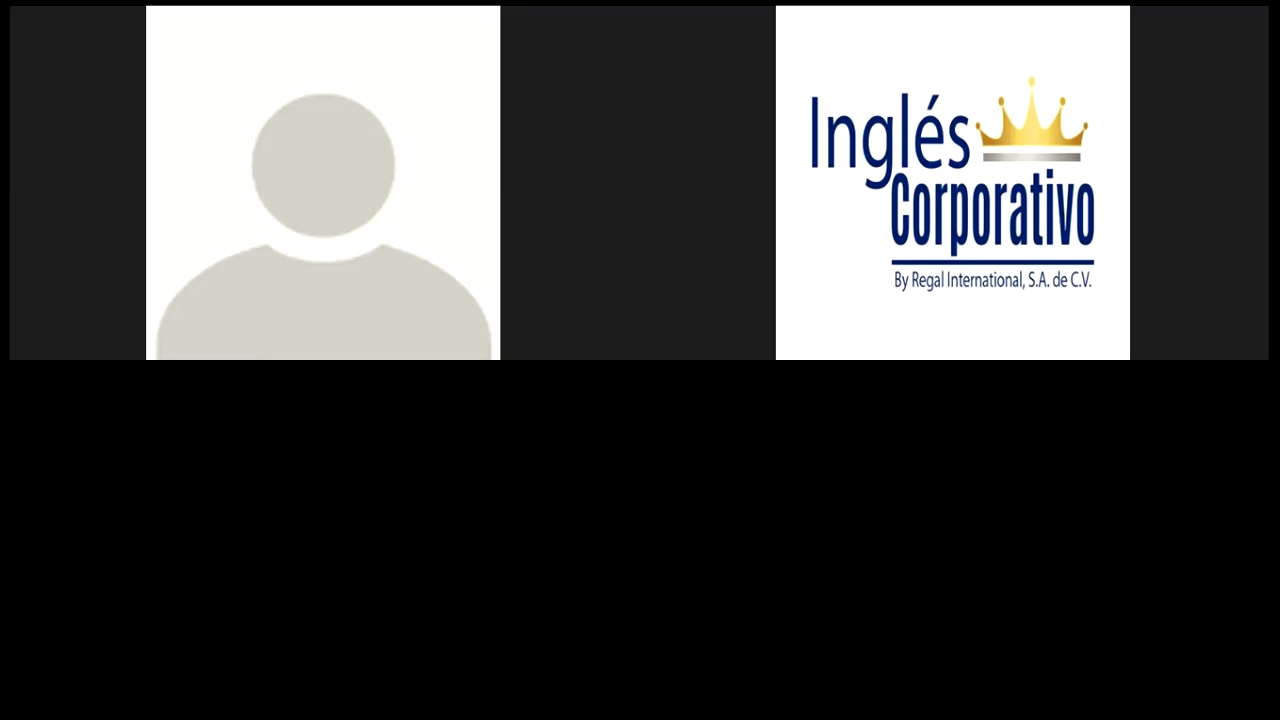 Inglés
Corporativo
By Regal International, S.A. de C.V.